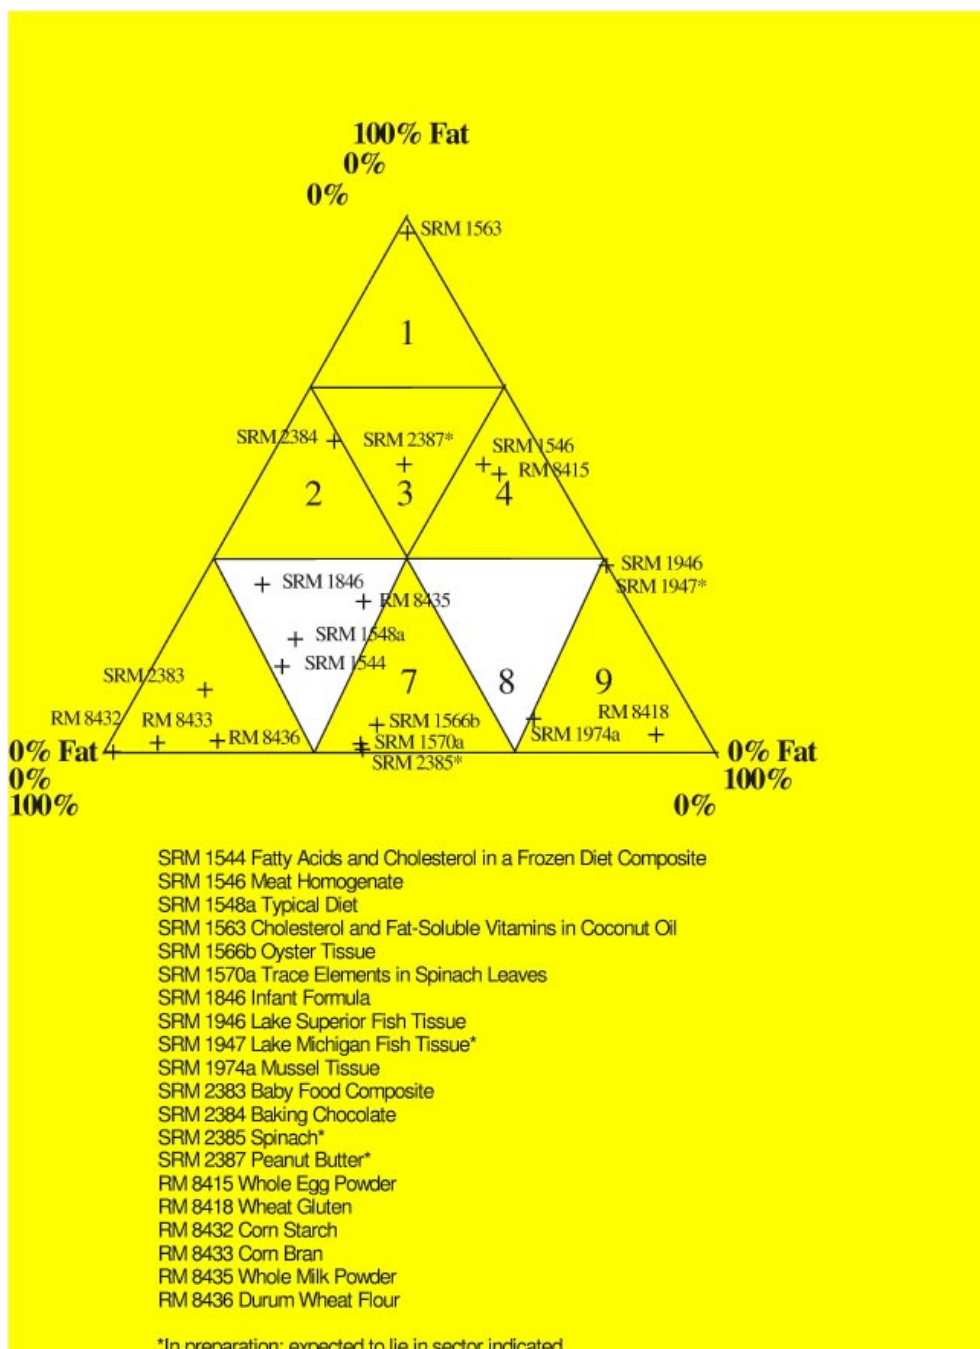 100% Fat
0%
0%
SRM 1563
1
SRM 2384
SRM 2387*
SRM 1546
RM 8415
2
3
4
SRM 1846
RM 8435
SRM 1946
SRM 1947*
SRM 1548a
SRM 1544
SRM 2383
7
8
9
RM 8432
RM 8433
RM 8436
SRM 1566b
SRM 1570a
SRM 2385*
SRM 1974a
RM 8418
0% Fat
0%
100%
0% Fat
100%
0%
SRM 1544 Fatty Acids and Cholesterol in a Frozen Diet Composite
SRM 1546 Meat Homogenate
SRM 1548a Typical Diet
SRM 1563 Cholesterol and Fat-Soluble Vitamins in Coconut Oil
SRM 1566b Oyster Tissue
SRM 1570a Trace Elements in Spinach Leaves
SRM 1846 Infant Formula
SRM 1946 Lake Superior Fish Tissue
SRM 1947 Lake Michigan Fish Tissue*
SRM 1974a Mussel Tissue
SRM 2383 Baby Food Composite
SRM 2384 Baking Chocolate
SRM 2385 Spinach*
SRM 2387 Peanut Butter*
RM 8415 Whole Egg Powder
RM 8418 Wheat Gluten
RM 8432 Corn Starch
RM 8433 Corn Bran
RM 8435 Whole Milk Powder
RM 8436 Durum Wheat Flour
*In preparation; expected to lie in sector indicated